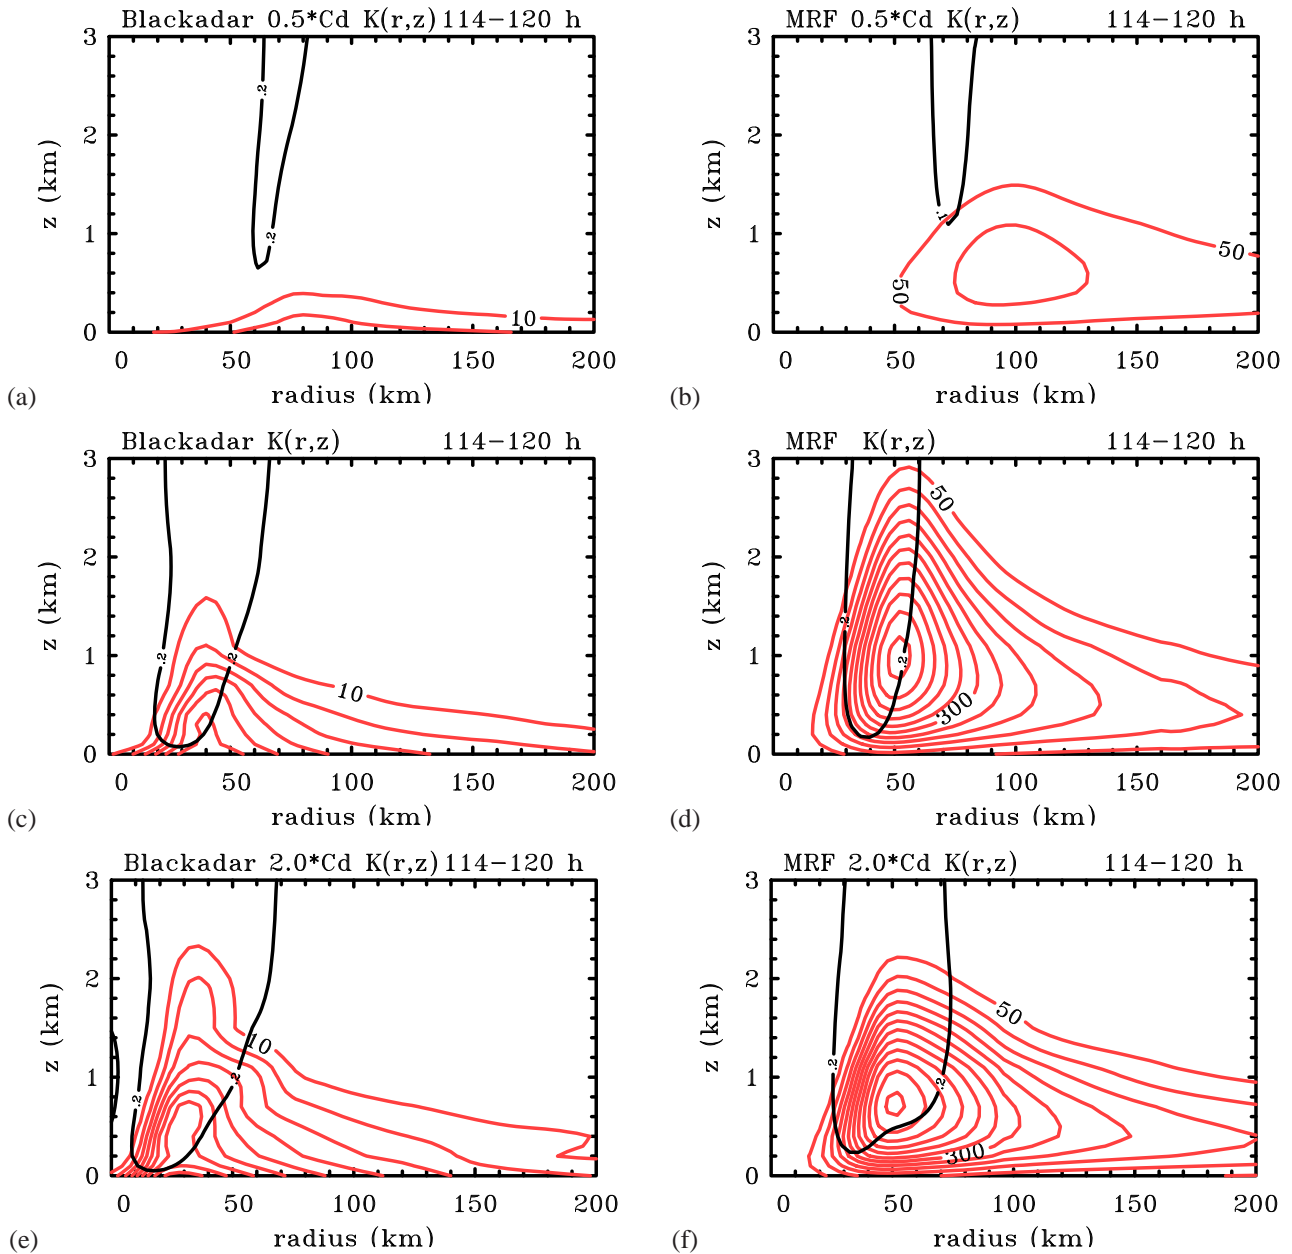 Blackadar 0.5*Cd K(r,z) 114-120 h
3
2
1
0
z (km)
.2
.2
10
0 50 100 150 200
radius (km)
(a)
MRF 0.5*Cd K(r,z) 114-120 h
3
2
1
0
z (km)
.1
50
50
0 50 100 150 200
radius (km)
(b)
Blackadar K(r,z) 114-120 h
3
2
1
0
z (km)
.2
.2
10
0 50 100 150 200
radius (km)
(c)
MRF K(r,z) 114-120 h
3
2
1
0
z (km)
50
.2
.2
300
0 50 100 150 200
radius (km)
(d)
Blackadar 2.0*Cd K(r,z) 114-120 h
3
2
1
0
z (km)
10
.2
.2
0 50 100 150 200
radius (km)
(e)
MRF 2.0*Cd K(r,z) 114-120 h
3
2
1
0
z (km)
50
.2
.2
300
0 50 100 150 200
radius (km)
(f)